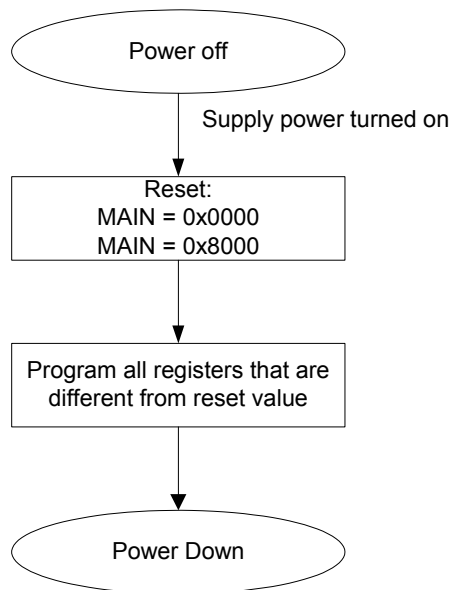 Power off
Supply power turned on
Reset:
MAIN = 0x0000
MAIN = 0x8000
Program all registers that are
different from reset value
Power Down